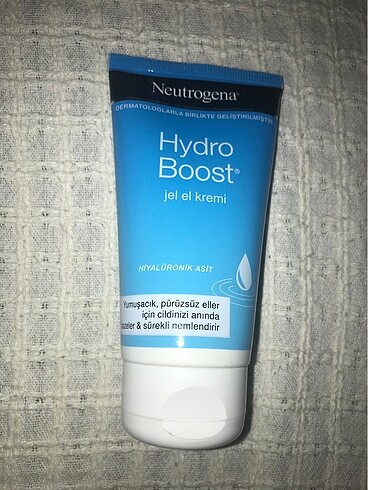 Neutrogena®
DERMATOLOGLARLA BİRLİKTE GELİŞTİRİLMİŞTİR
Hydro
Boost®
jel el kremi
HİYALÜRONİK ASİT
Yumuşacık, pürüzsüz eller
için cildinizi anında
& sürekli nemlendirir